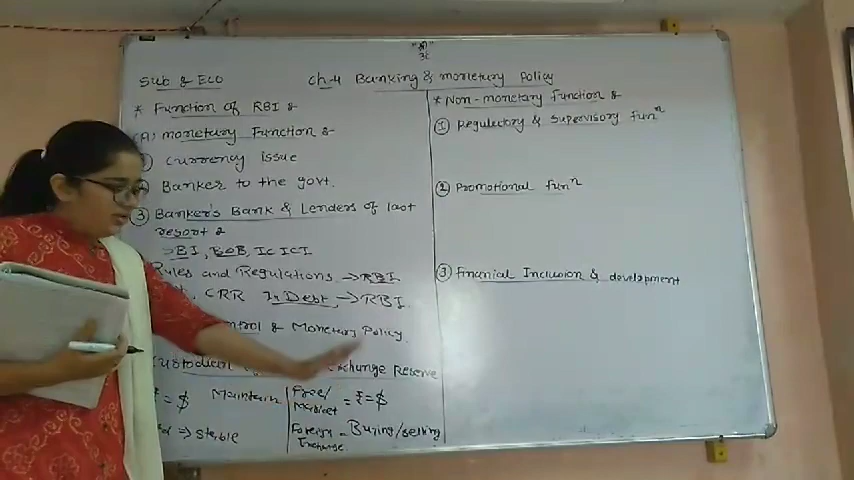 "श्री"
Sub & ECO
Ch-4 Banking & monetary Policy
* Function of RBI &
(A) monetary Function &-
currency issue
Banker to the govt.
③ Banker's Bank & Lenders of last
resort &
BOB, ICICI
Rules and Regulations → RBI
CRR In Debt, → RBI
& Monetary Policy.
Custodian Exchange Reserve
= $ Maintain
⇒ stable
Free/
Market = ₹ = $
Foreign = Buying/selling
Exchange.
* Non-monetary Function &-
① Regulatory & Supervisory funⁿ
② Promotional funⁿ
③ Finanial Inclusion & development